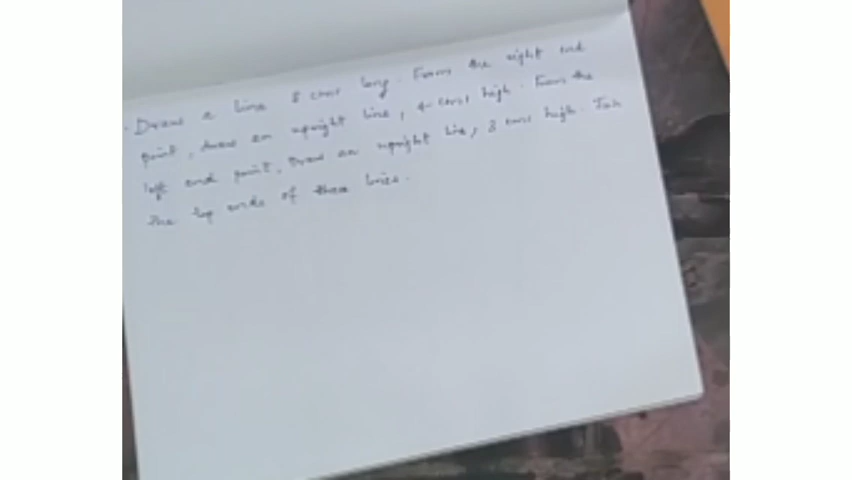 Draw a line 8 cms long. From the right end
point, draw an upright line, 4 cms high. From the
left end point, draw an upright line, 3 cms high. Join
the top ends of these lines.